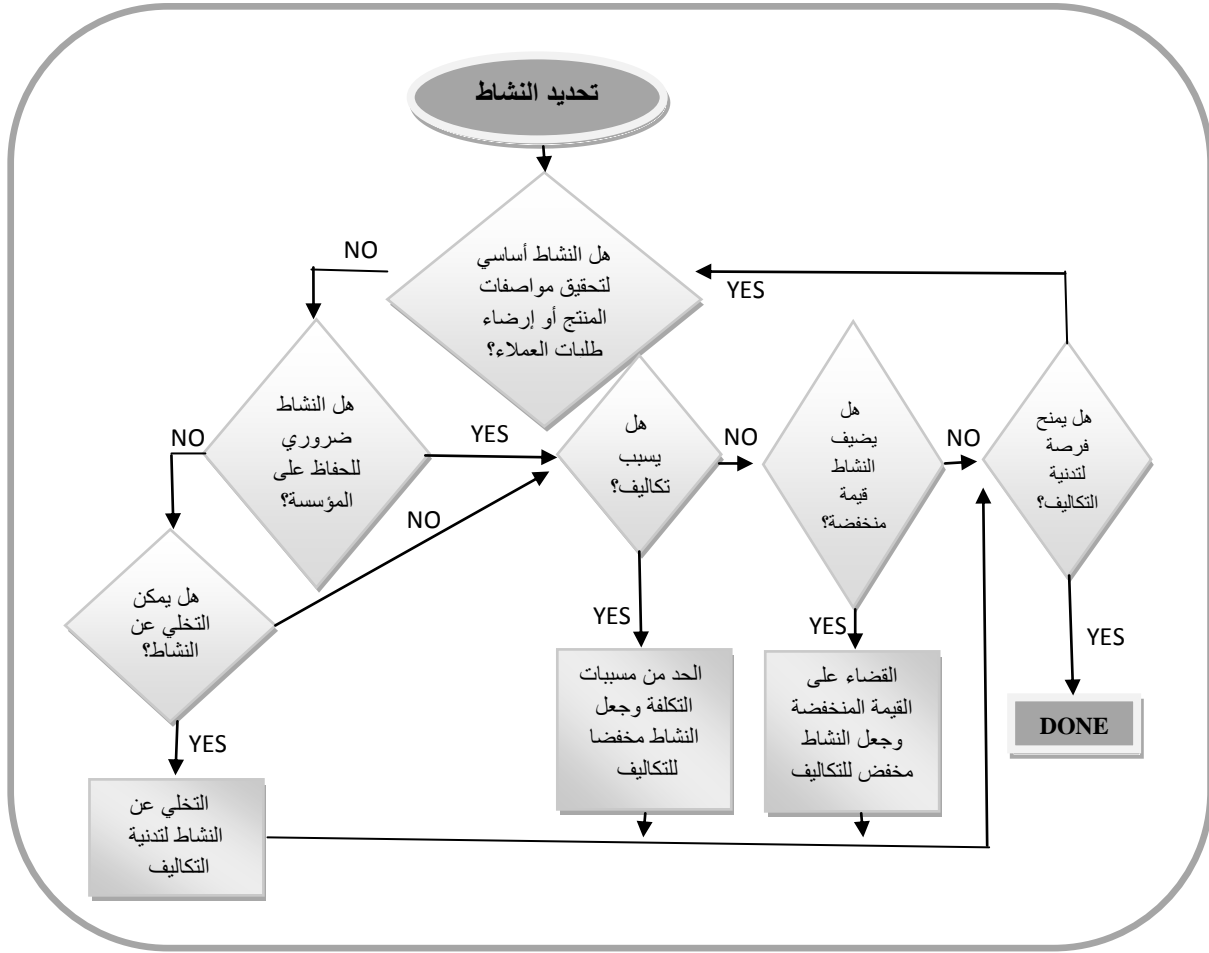 تحديد النشاط
هل النشاط أساسي
لتحقيق مواصفات
المنتج أو إرضاء
طلبات العملاء؟
NO
YES
هل النشاط
ضروري
للحفاظ على
المؤسسة؟
NO
YES
هل
يسبب
تكاليف؟
NO
هل
يضيف
النشاط
قيمة
منخفضة؟
NO
هل يمنح
فرصة
لتدنية
التكاليف؟
NO
هل يمكن
التخلي عن
النشاط؟
YES
YES
YES
YES
الحد من مسببات
التكلفة وجعل
النشاط مخفضا
للتكاليف
القضاء على
القيمة المنخفضة
وجعل النشاط
مخفض للتكاليف
DONE
التخلي عن
النشاط لتدنية
التكاليف